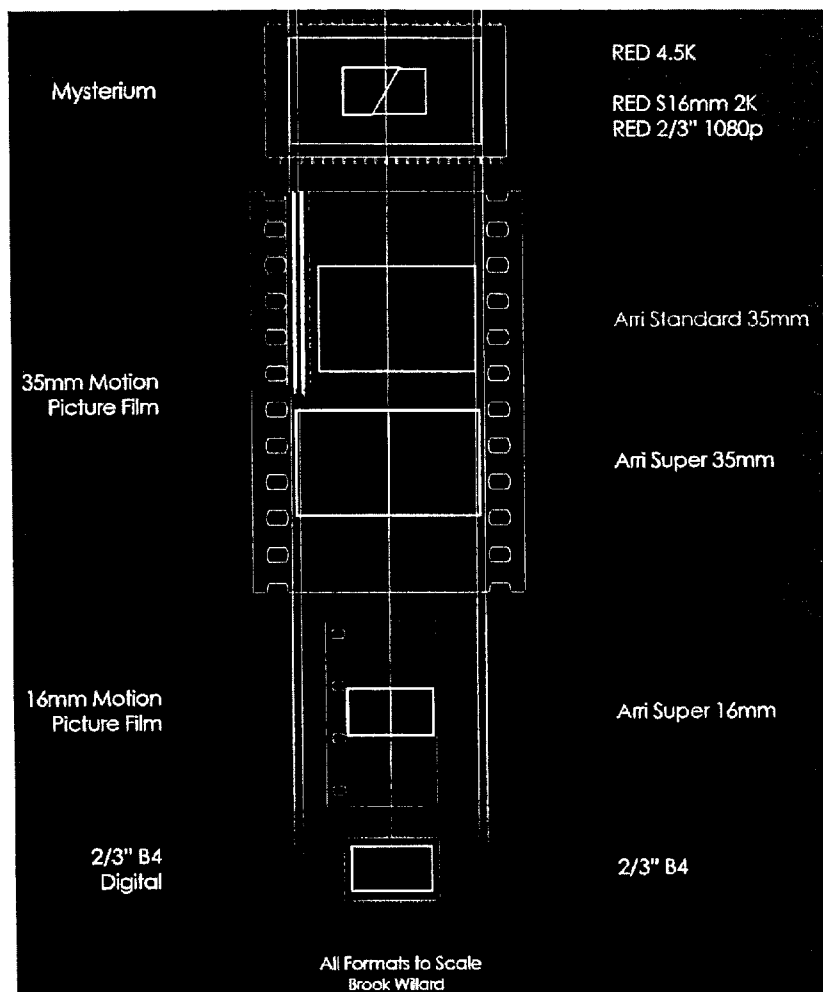 Mysterium
RED 4.5K
RED S16mm 2K
RED 2/3" 1080p
35mm Motion
Picture Film
Arri Standard 35mm
Arri Super 35mm
16mm Motion
Picture Film
Arri Super 16mm
2/3" B4
Digital
2/3" B4
All Formats to Scale
Brook Willard